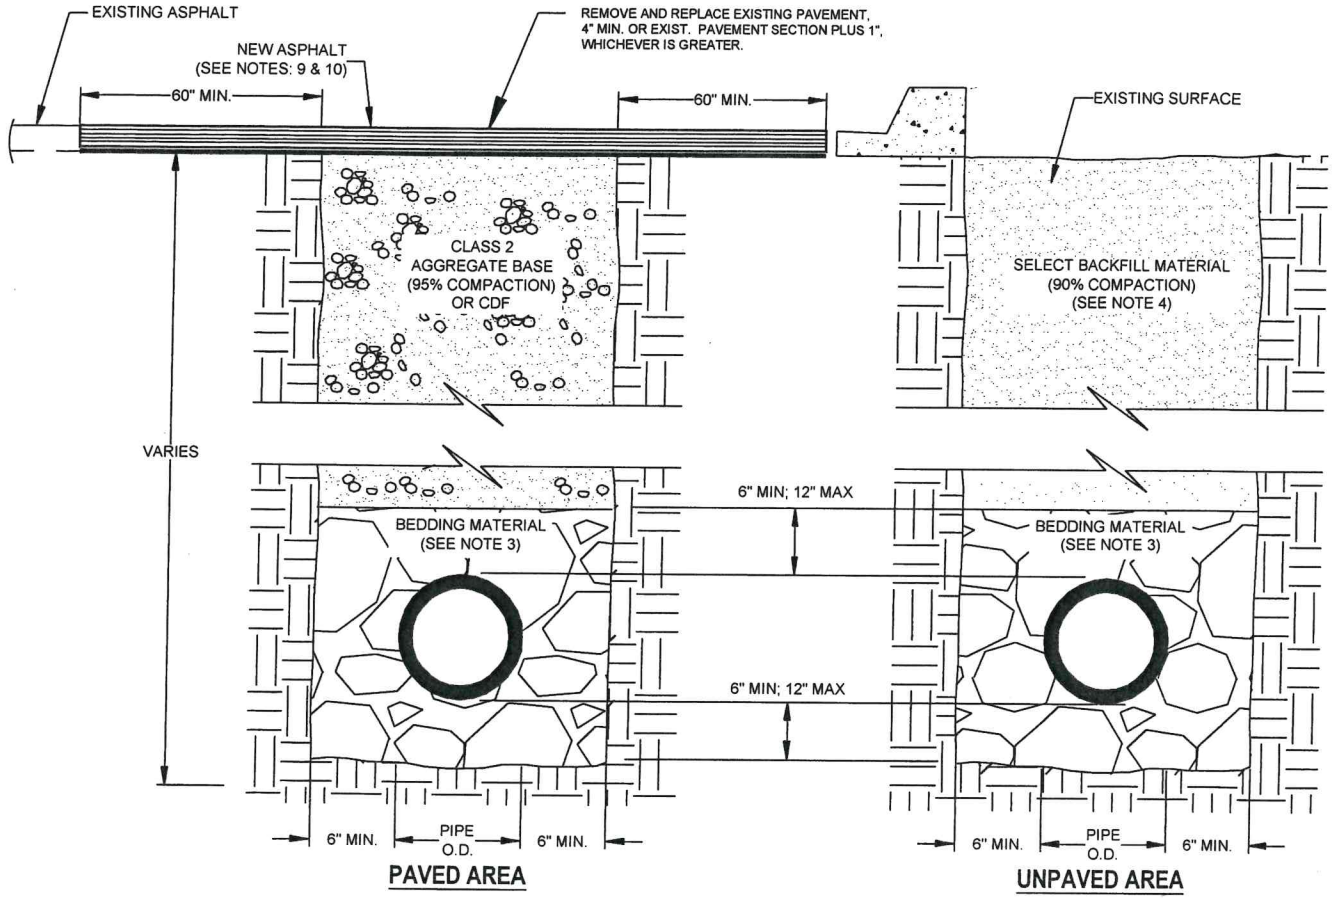 EXISTING ASPHALT
REMOVE AND REPLACE EXISTING PAVEMENT,
4" MIN. OR EXIST. PAVEMENT SECTION PLUS 1",
WHICHEVER IS GREATER.
NEW ASPHALT
(SEE NOTES: 9 & 10)
60" MIN.
60" MIN.
EXISTING SURFACE
CLASS 2
AGGREGATE BASE
(95% COMPACTION)
OR CDF
SELECT BACKFILL MATERIAL
(90% COMPACTION)
(SEE NOTE 4)
VARIES
6" MIN; 12" MAX
BEDDING MATERIAL
(SEE NOTE 3)
BEDDING MATERIAL
(SEE NOTE 3)
6" MIN; 12" MAX
6" MIN.
PIPE
O.D.
6" MIN.
PAVED AREA
6" MIN.
PIPE
O.D.
6" MIN.
UNPAVED AREA